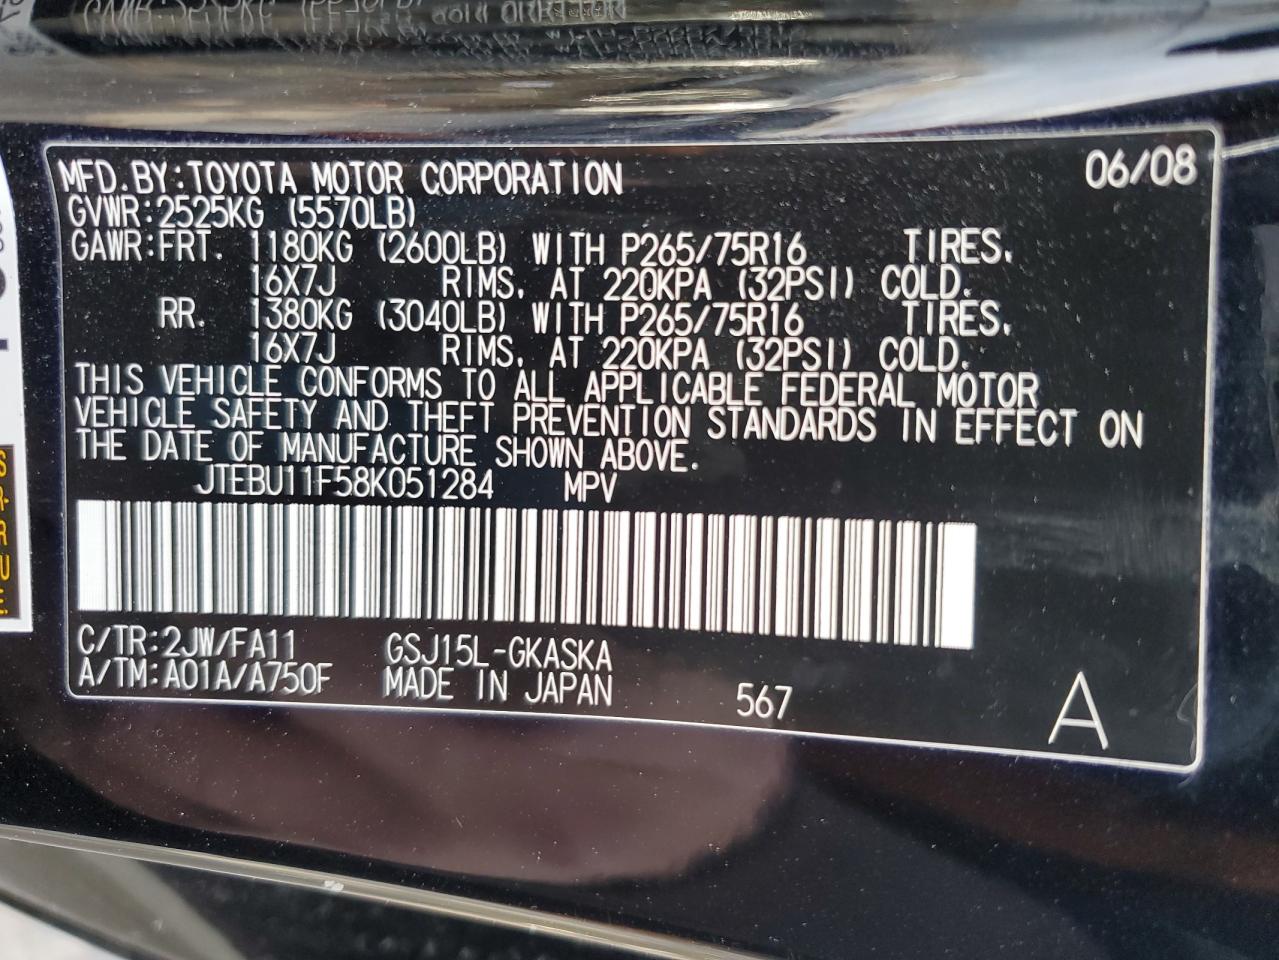 MFD.BY:TOYOTA MOTOR CORPORATION 06/08
GVWR:2525KG (5570LB)
GAWR:FRT. 1180KG (2600LB) WITH P265/75R16 TIRES.
16X7J RIMS, AT 220KPA (32PSI) COLD.
RR. 1380KG (3040LB) WITH P265/75R16 TIRES.
16X7J RIMS, AT 220KPA (32PSI) COLD.
THIS VEHICLE CONFORMS TO ALL APPLICABLE FEDERAL MOTOR
VEHICLE SAFETY AND THEFT PREVENTION STANDARDS IN EFFECT ON
THE DATE OF MANUFACTURE SHOWN ABOVE.
JTEBU11F58K051284 MPV
C/TR:2JW/FA11 GSJ15L-GKASKA
A/TM:A01A/A750F MADE IN JAPAN 567 A